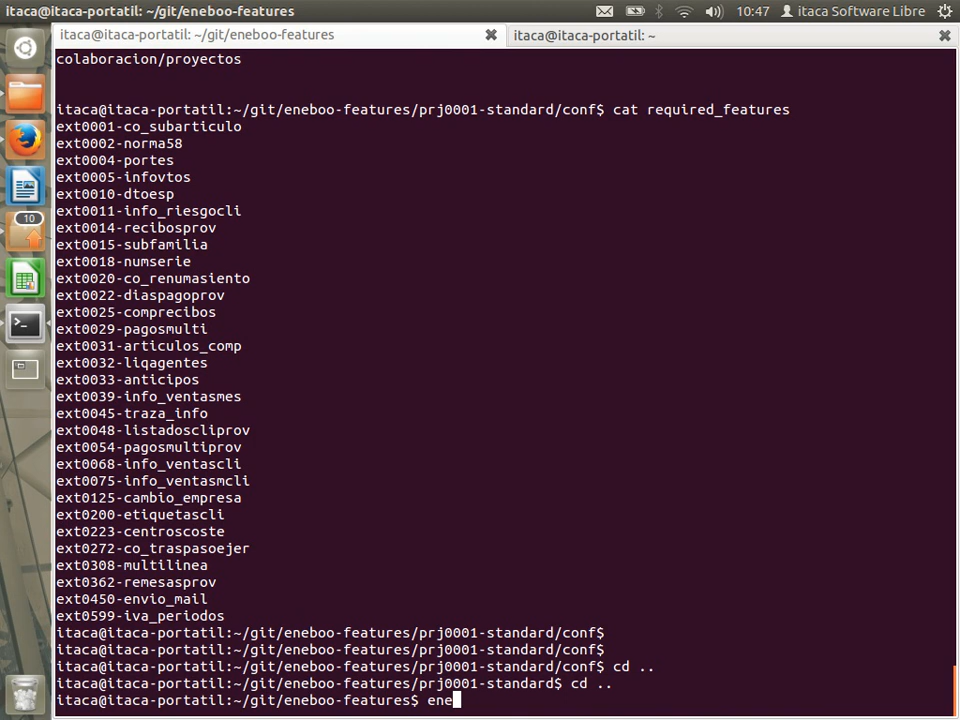 itaca@itaca-portatil: ~/git/eneboo-features
10:47 itaca Software Libre
itaca@itaca-portatil: ~/git/eneboo-features
itaca@itaca-portatil: ~
colaboracion/proyectos
itaca@itaca-portatil:~/git/eneboo-features/prj0001-standard/conf$ cat required_features
ext0001-co_subarticulo
ext0002-norma58
ext0004-portes
ext0005-infovtos
ext0010-dtoesp
ext0011-info_riesgocli
ext0014-recibosprov
ext0015-subfamilia
ext0018-numserie
ext0020-co_renumasiento
ext0022-diaspagoprov
ext0025-comprecibos
ext0029-pagosmulti
ext0031-articulos_comp
ext0032-liqagentes
ext0033-anticipos
ext0039-info_ventasmes
ext0045-traza_info
ext0048-listadoscliprov
ext0054-pagosmultiprov
ext0068-info_ventascli
ext0075-info_ventasmcli
ext0125-cambio_empresa
ext0200-etiquetascli
ext0223-centroscoste
ext0272-co_traspasoejer
ext0308-multilinea
ext0362-remesasprov
ext0450-envio_mail
ext0599-iva_periodos
itaca@itaca-portatil:~/git/eneboo-features/prj0001-standard/conf$
itaca@itaca-portatil:~/git/eneboo-features/prj0001-standard/conf$
itaca@itaca-portatil:~/git/eneboo-features/prj0001-standard/conf$ cd ..
itaca@itaca-portatil:~/git/eneboo-features/prj0001-standard$ cd ..
itaca@itaca-portatil:~/git/eneboo-features$ ene
10